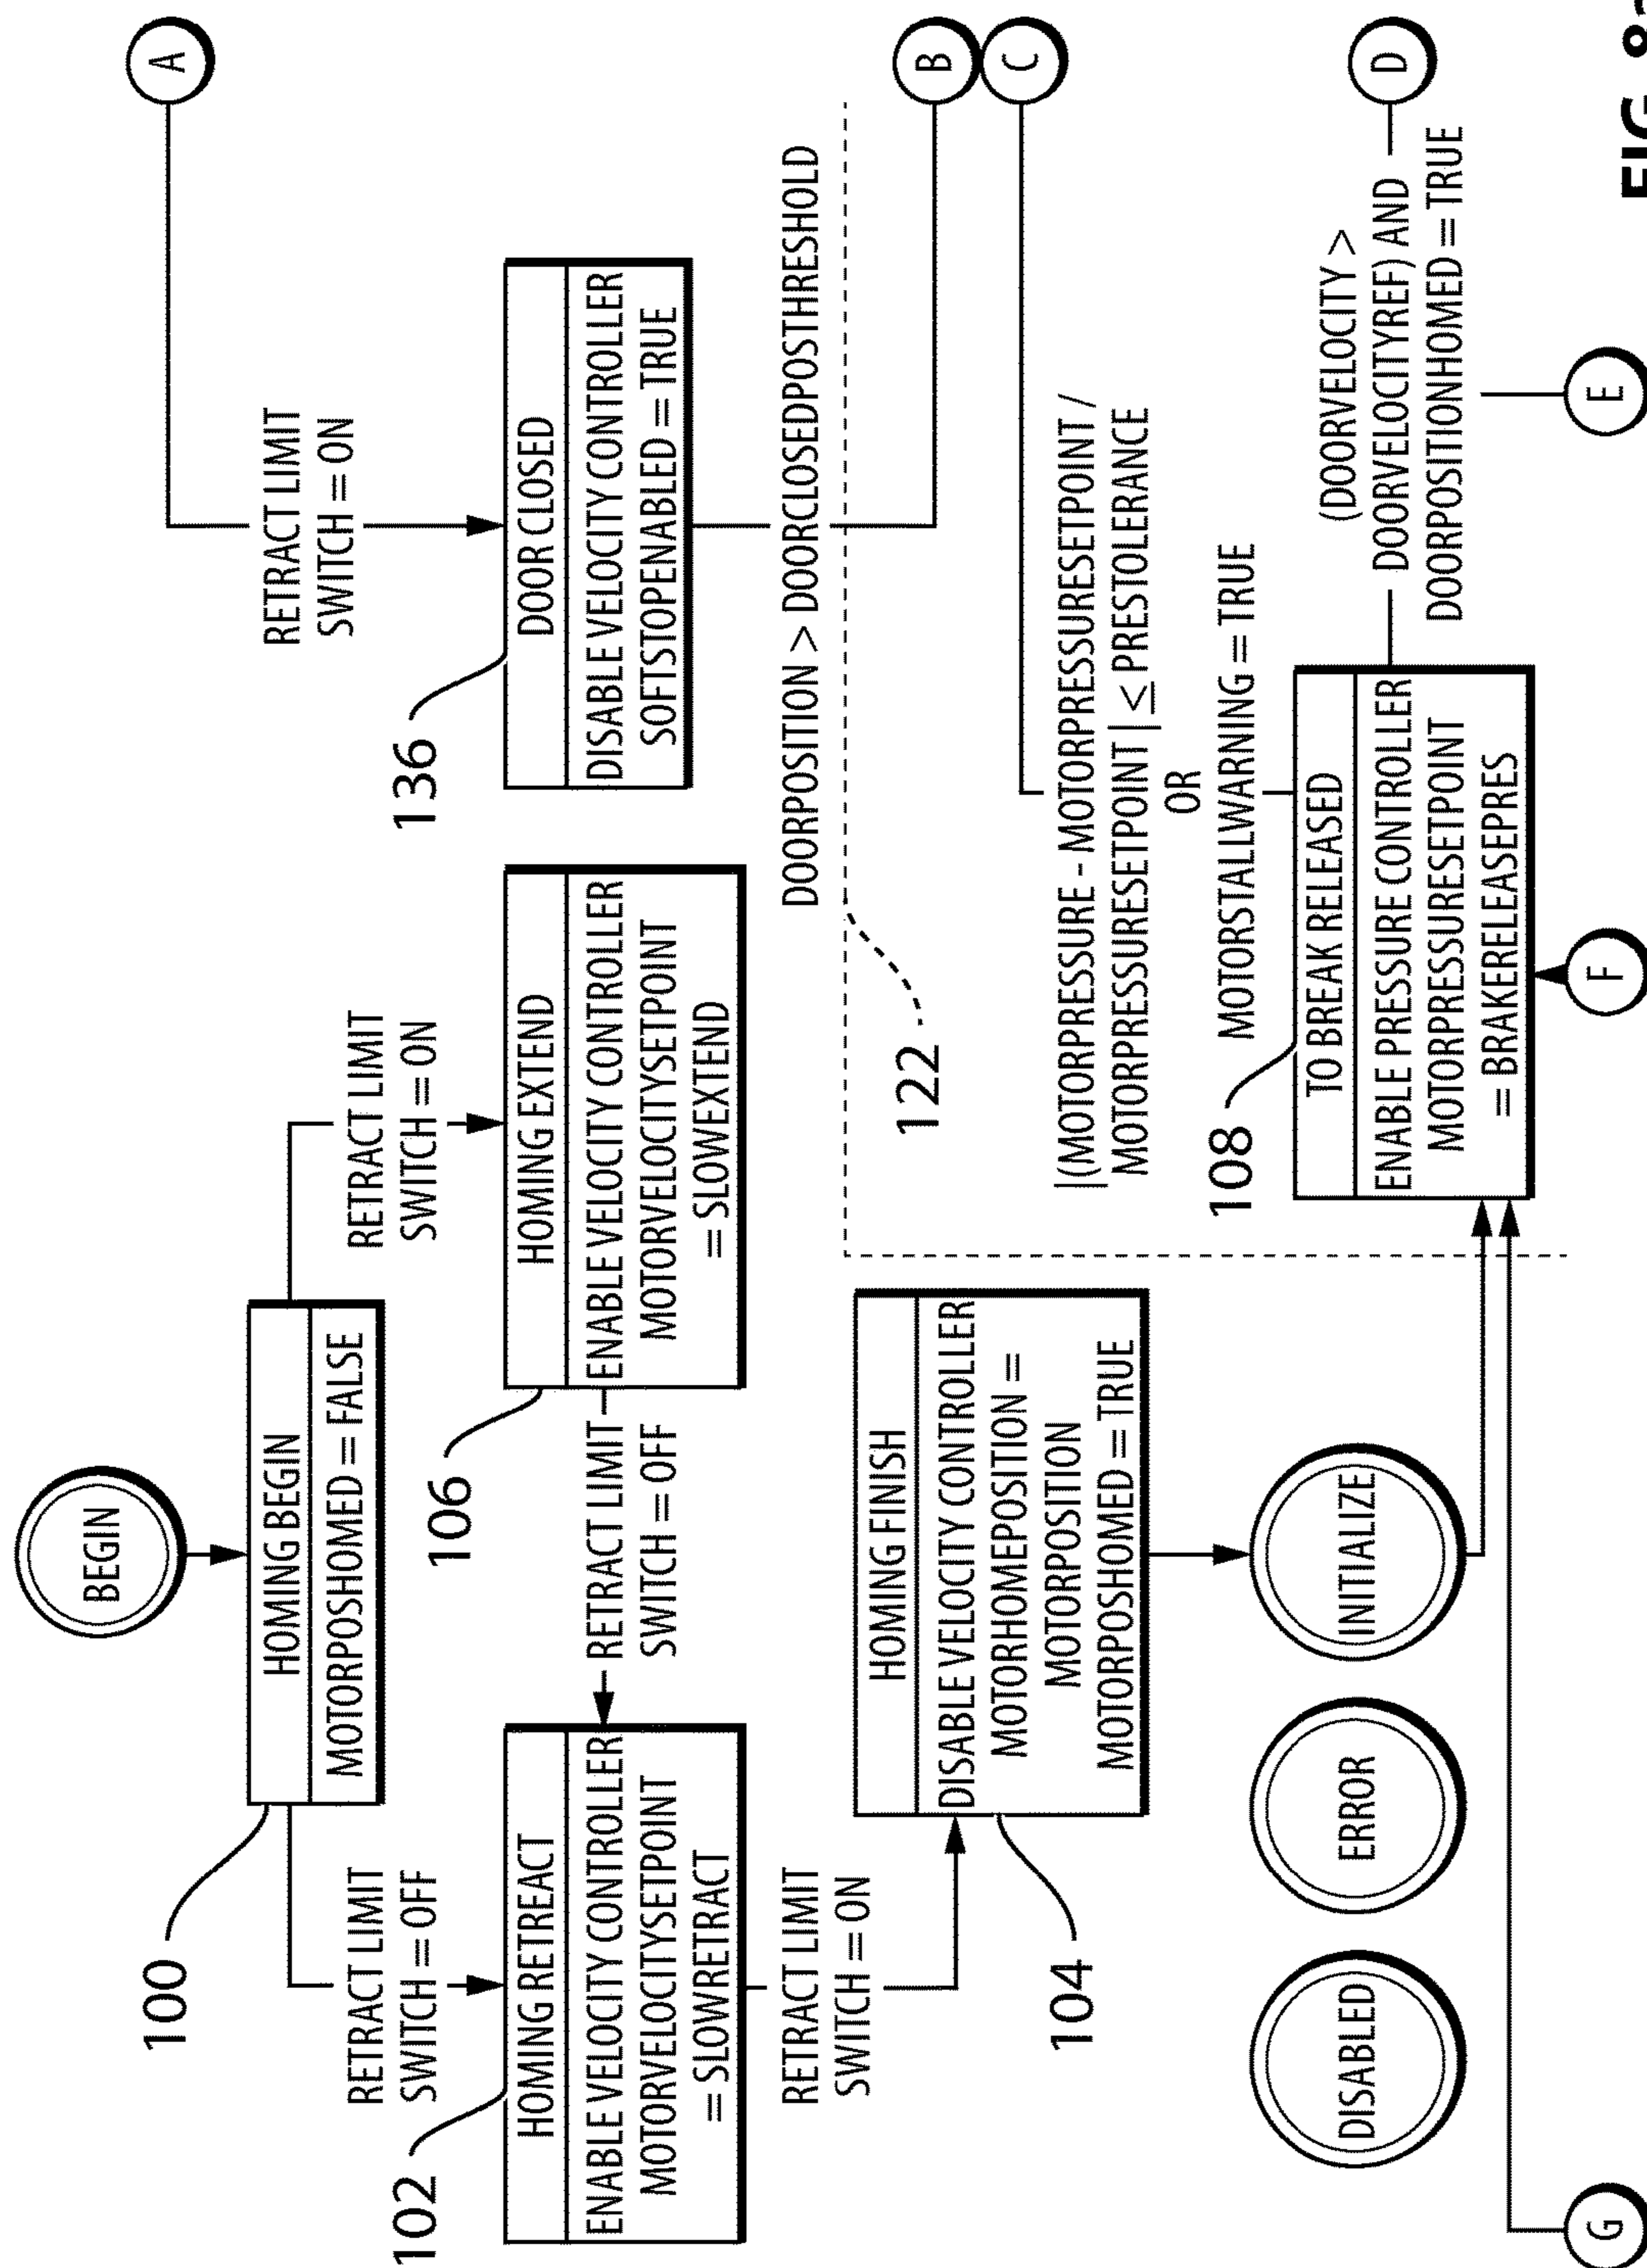 BEGIN
100
HOMING BEGIN
MOTORPOSHOMED = FALSE
RETRACT LIMIT
SWITCH = OFF
RETRACT LIMIT
SWITCH = ON
102
HOMING RETREACT
ENABLE VELOCITY CONTROLLER
MOTORVELOCITYSETPOINT
= SLOWRETRACT
RETRACT LIMIT
SWITCH = OFF
106
HOMING EXTEND
ENABLE VELOCITY CONTROLLER
MOTORVELOCITYSETPOINT
= SLOWEXTEND
A
RETRACT LIMIT
SWITCH = ON
136
DOOR CLOSED
DISABLE VELOCITY CONTROLLER
SOFTSTOPENABLED = TRUE
DOORPOSITION > DOORCLOSEDPOSTHRESHOLD
RETRACT LIMIT
SWITCH = ON
104
HOMING FINISH
DISABLE VELOCITY CONTROLLER
MOTORHOMEPOSITION =
MOTORPOSITION
MOTORPOSHOMED = TRUE
122
B
C
|(MOTORPRESSURE - MOTORPRESSURESETPOINT /
MOTORPRESSURESETPOINT | ≤ PRESTOLERANCE
OR
MOTORSTALLWARNING = TRUE
108
TO BREAK RELEASED
ENABLE PRESSURE CONTROLLER
MOTORPRESSURESETPOINT
= BRAKERELEASEPRES
(DOORVELOCITY >
DOORVELOCITYREF) AND
DOORPOSITIONHOMED = TRUE
D
DISABLED
ERROR
INITIALIZE
G
F
E